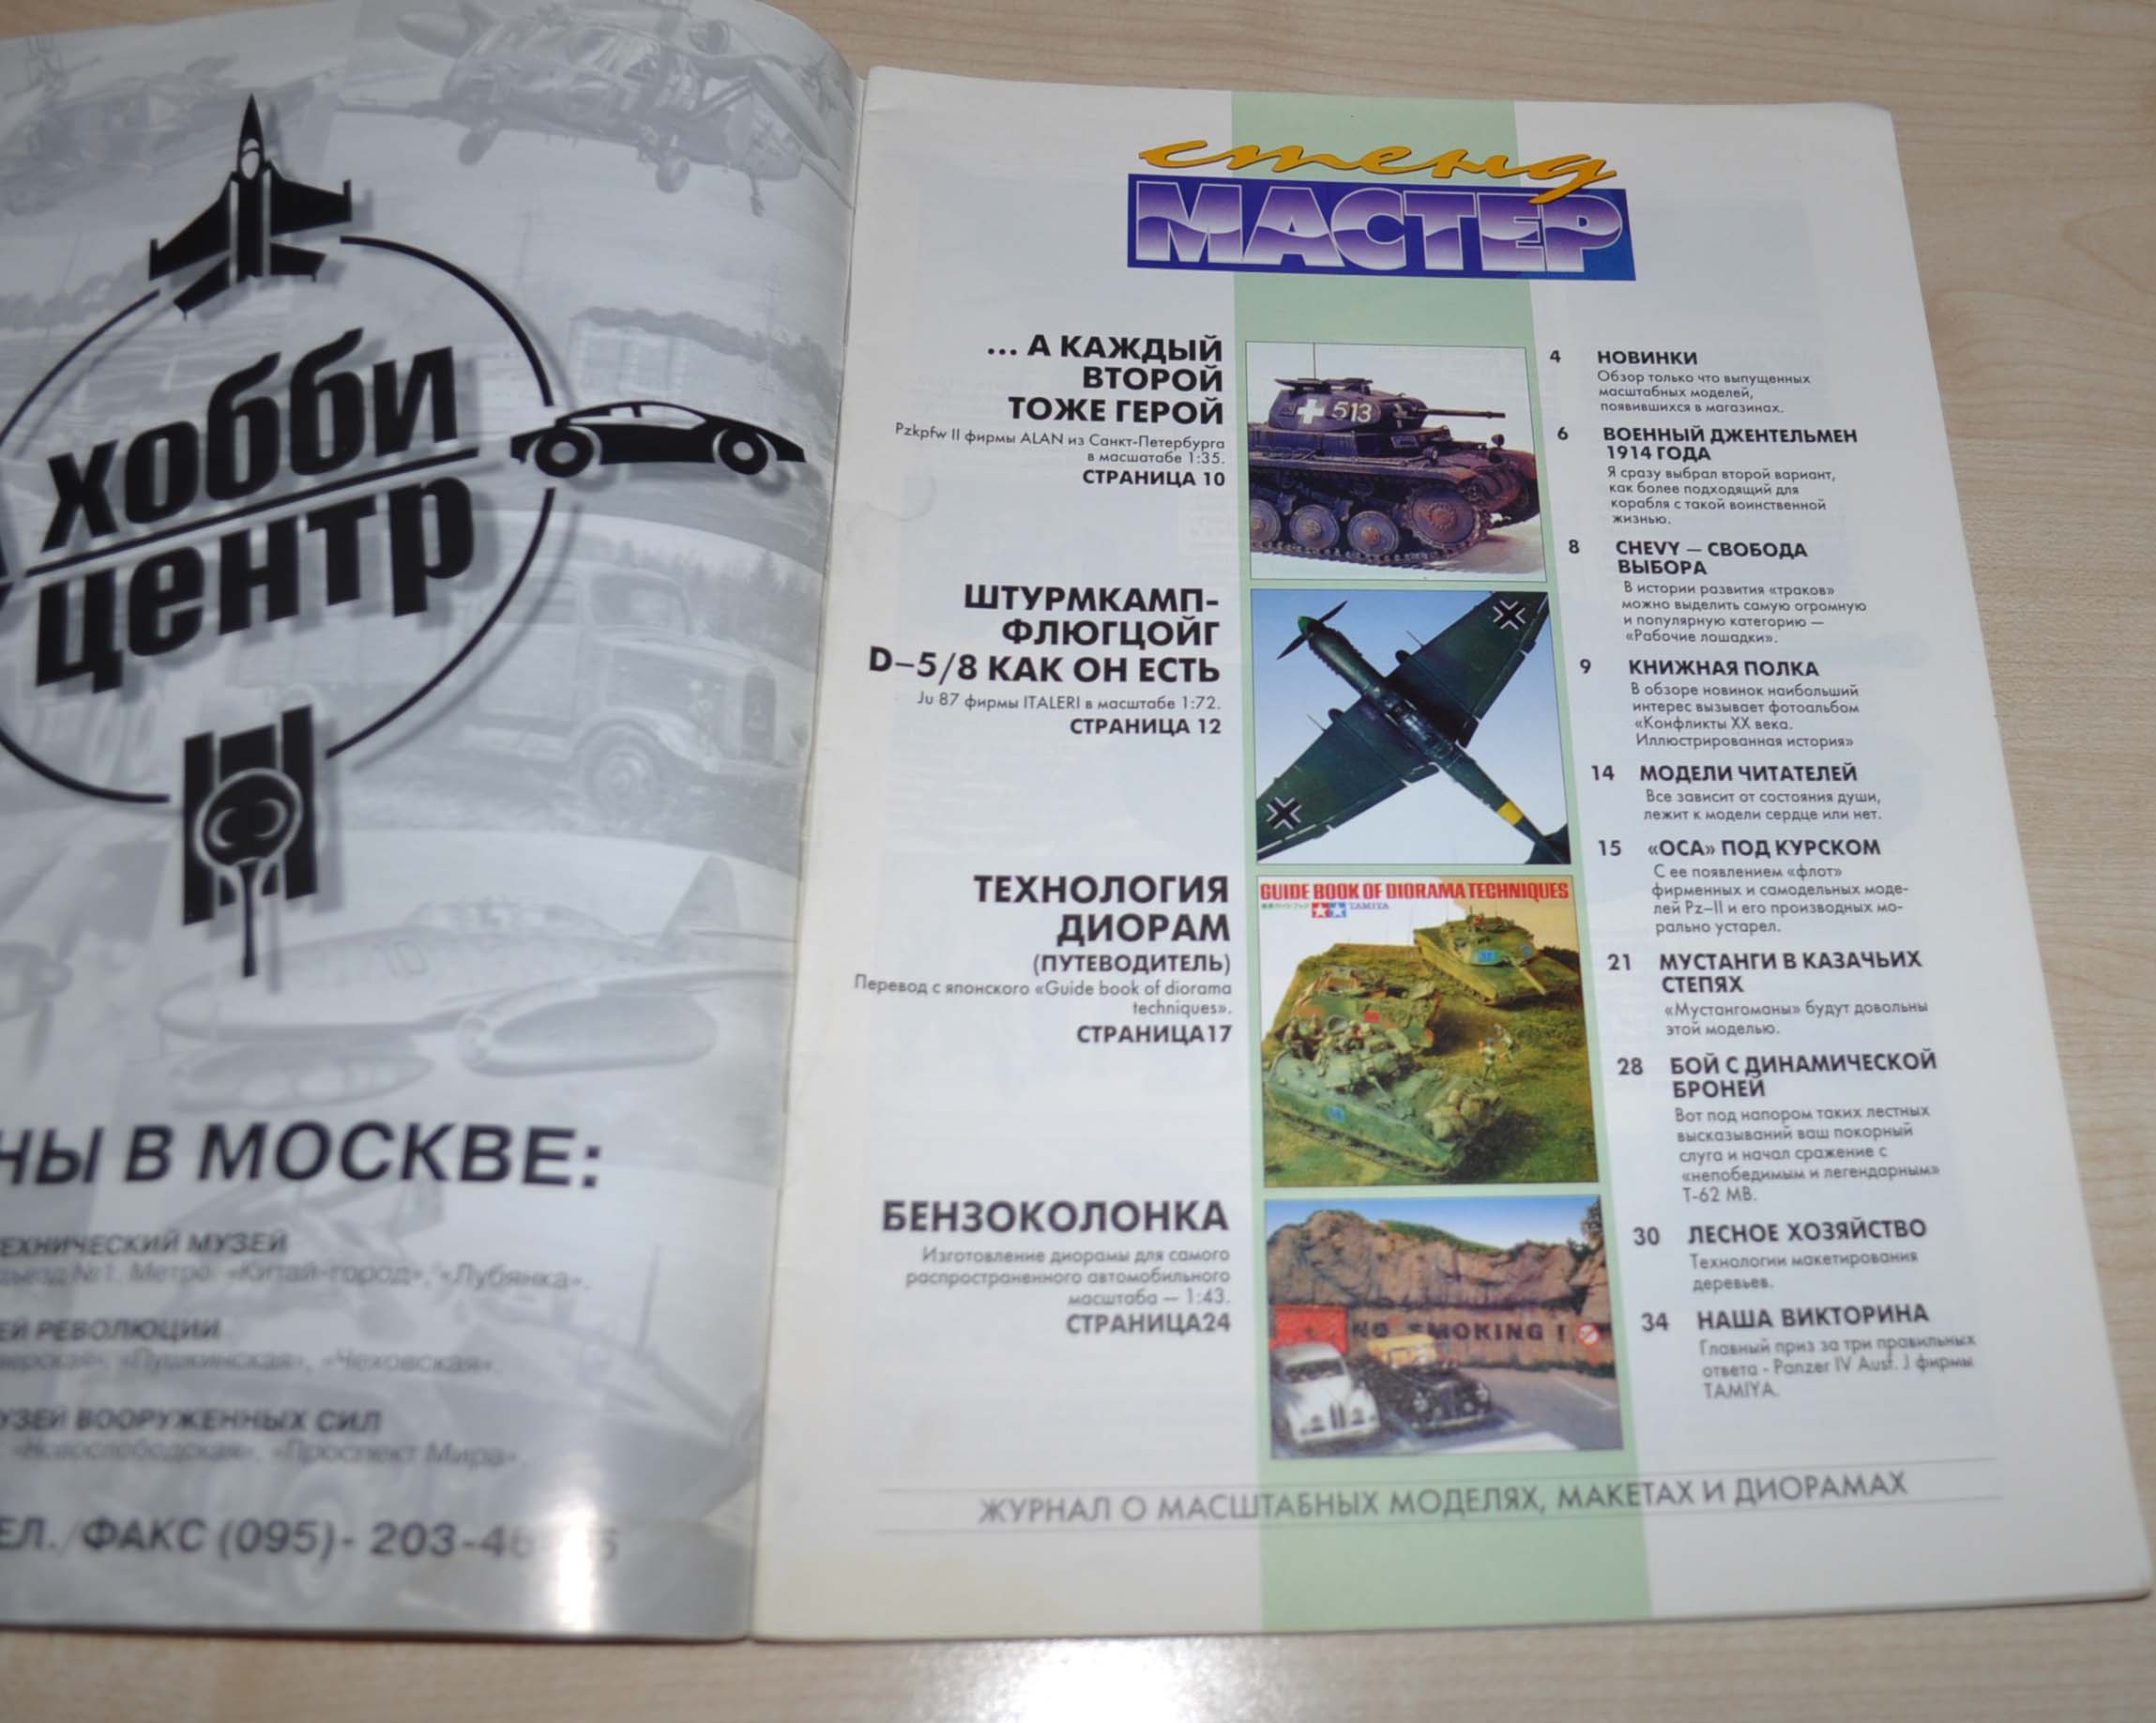 хобби
центр
НЫ В МОСКВЕ:
ЕХНИЧЕСКИЙ МУЗЕЙ
№1. Метро «Китай-город», «Лубянка».
ЕЙ РЕВОЛЮЦИИ
«Пушкинская», «Чеховская».
УЗЕЙ ВООРУЖЕННЫХ СИЛ
«Новослободская», «Проспект Мира».
ЕЛ./ФАКС (095)- 203-4
стенд
МАСТЕР
... А КАЖДЫЙ
ВТОРОЙ
ТОЖЕ ГЕРОЙ
Pzkpfw II фирмы ALAN из Санкт-Петербурга
в масшатабе 1:35.
СТРАНИЦА 10
513
ШТУРМКАМП-
ФЛЮГЦОЙГ
D–5/8 КАК ОН ЕСТЬ
Ju 87 фирмы ITALERI в масштабе 1:72.
СТРАНИЦА 12
ТЕХНОЛОГИЯ
ДИОРАМ
(ПУТЕВОДИТЕЛЬ)
Перевод с японского «Guide book of diorama
techniques».
СТРАНИЦА17
GUIDE BOOK OF DIORAMA TECHNIQUES
TAMIYA
БЕНЗОКОЛОНКА
Изготовление диорамы для самого
распространенного автомобильного
масштаба — 1:43.
СТРАНИЦА24
NO SMOKING !
4 НОВИНКИ
Обзор только что выпущенных
масштабных моделей,
появившихся в магазинах.
6 ВОЕННЫЙ ДЖЕНТЕЛЬМЕН
1914 ГОДА
Я сразу выбрал второй вариант,
как более подходящий для
корабля с такой воинственной
жизнью.
8 CHEVY — СВОБОДА
ВЫБОРА
В истории развития «траков»
можно выделить самую огромную
и популярную категорию —
«Рабочие лошадки».
9 КНИЖНАЯ ПОЛКА
В обзоре новинок наибольший
интерес вызывает фотоальбом
«Конфликты XX века.
Иллюстрированная история»
14 МОДЕЛИ ЧИТАТЕЛЕЙ
Все зависит от состояния души,
лежит к модели сердце или нет.
15 «ОСА» ПОД КУРСКОМ
С ее появлением «флот»
фирменных и самодельных моде-
лей Pz–II и его производных мо-
рально устарел.
21 МУСТАНГИ В КАЗАЧЬИХ
СТЕПЯХ
«Мустангоманы» будут довольны
этой моделью.
28 БОЙ С ДИНАМИЧЕСКОЙ
БРОНЕЙ
Вот под напором таких лестных
высказываний ваш покорный
слуга и начал сражение с
«непобедимым и легендарным»
Т-62 МВ.
30 ЛЕСНОЕ ХОЗЯЙСТВО
Технологии макетирования
деревьев.
34 НАША ВИКТОРИНА
Главный приз за три правильных
ответа - Panzer IV Ausf. J фирмы
TAMIYA.
ЖУРНАЛ О МАСШТАБНЫХ МОДЕЛЯХ, МАКЕТАХ И ДИОРАМАХ